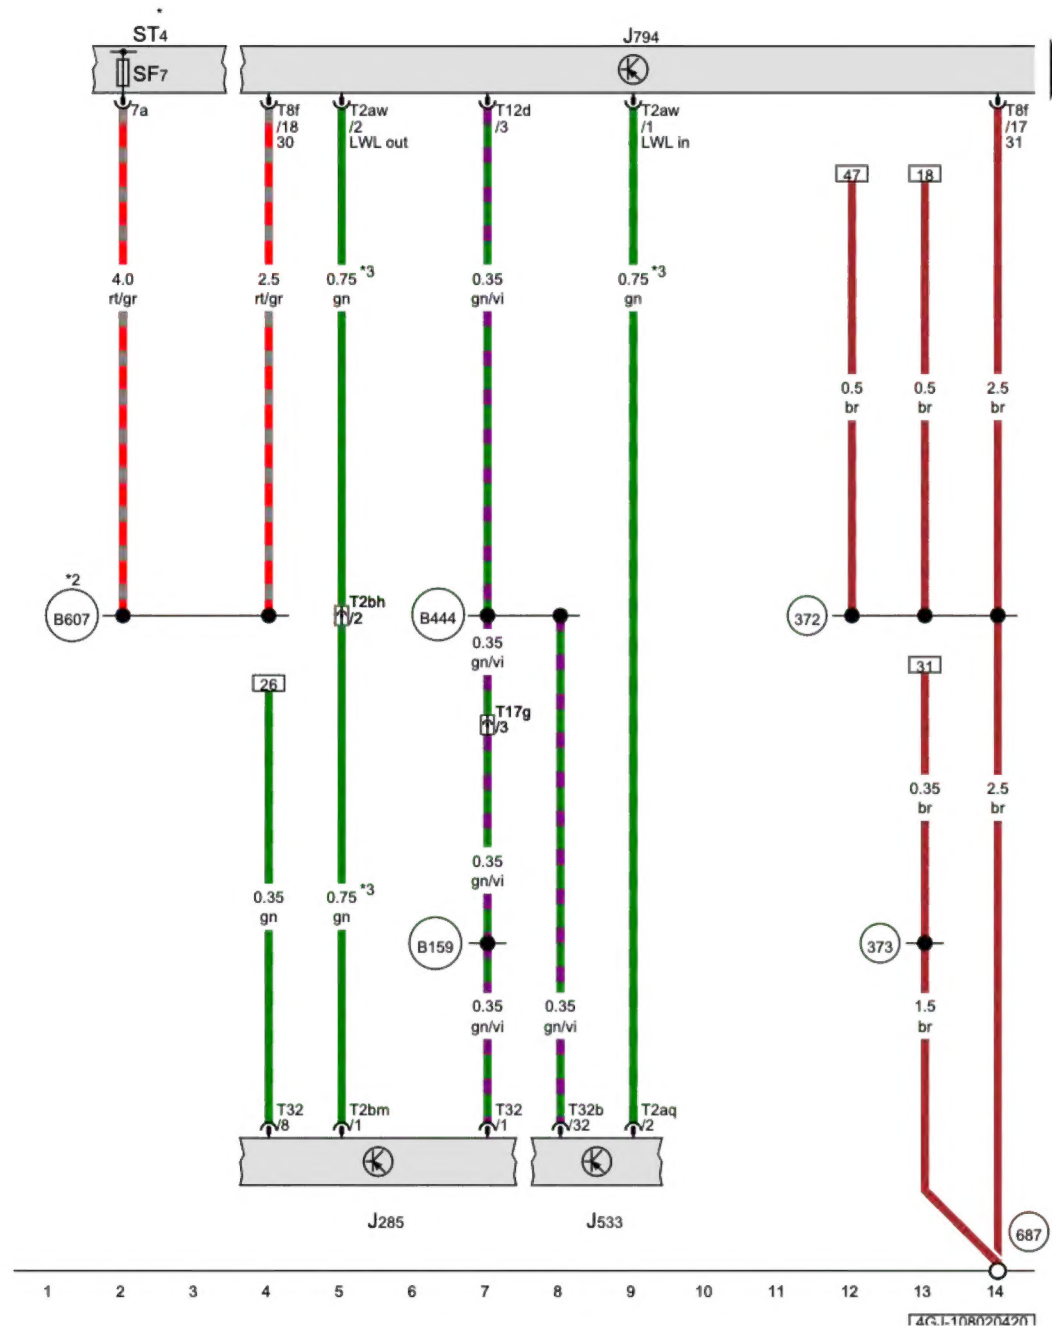 *
ST4
J794
SF7
7a
T8f
/18
30
T2aw
/2
LWL out
T12d
/3
T2aw
/1
LWL in
T8f
/17
31
47
18
4.0
rt/gr
2.5
rt/gr
0.75 *3
gn
0.35
gn/vi
0.75 *3
gn
0.5
br
0.5
br
2.5
br
*2
B607
T2bh
/2
B444
372
0.35
gn/vi
26
31
T17g
/3
0.35
br
2.5
br
0.35
gn
0.75 *3
gn
0.35
gn/vi
B159
373
0.35
gn/vi
0.35
gn/vi
1.5
br
T32
/8
T2bm
/1
T32
/1
T32b
/32
T2aq
/2
J285
J533
687
1 2 3 4 5 6 7 8 9 10 11 12 13 14
4GJ-108020420